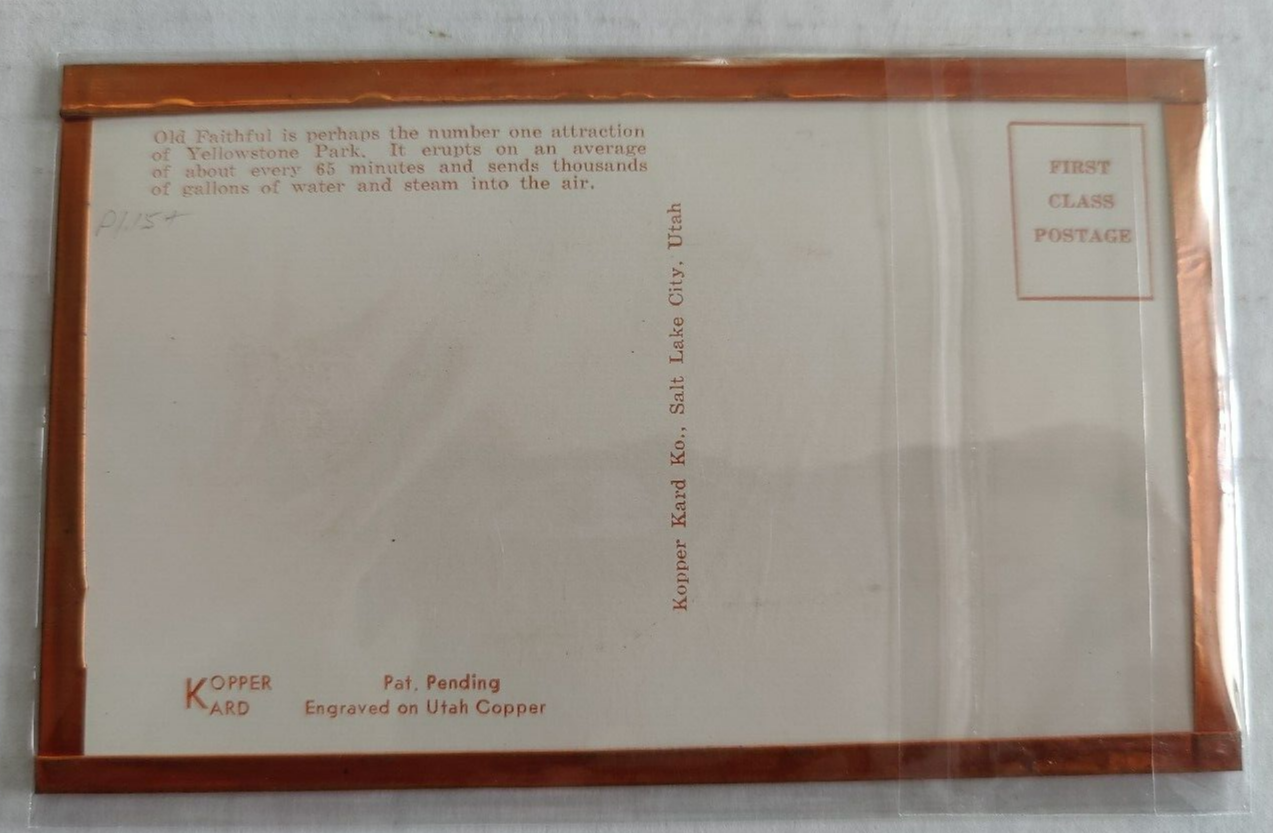 Old Faithful is perhaps the number one attraction
of Yellowstone Park. It erupts on an average
of about every 65 minutes and sends thousands
of gallons of water and steam into the air.
FIRST
CLASS
POSTAGE
Kopper Kard Ko., Salt Lake City, Utah
KOPPER
KARD
Pat. Pending
Engraved on Utah Copper